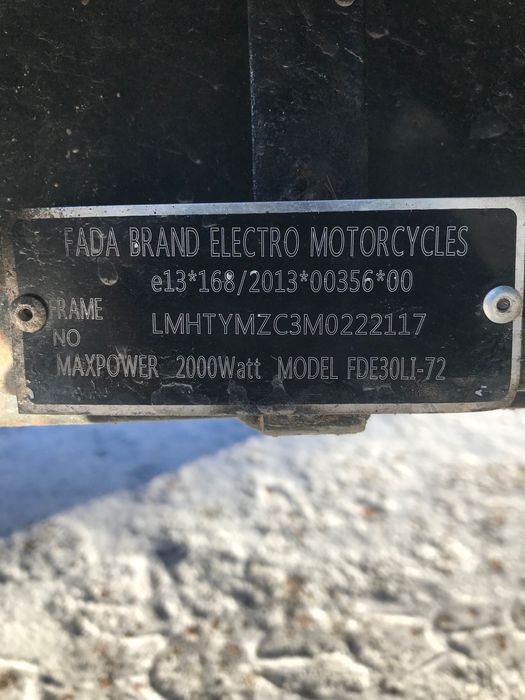 FADA BRAND ELECTRO MOTORCYCLES
e13*168/2013*00356*00
FRAME NO LMHTYMZC3M0222117
MAXPOWER 2000Watt MODEL FDE30LI-72